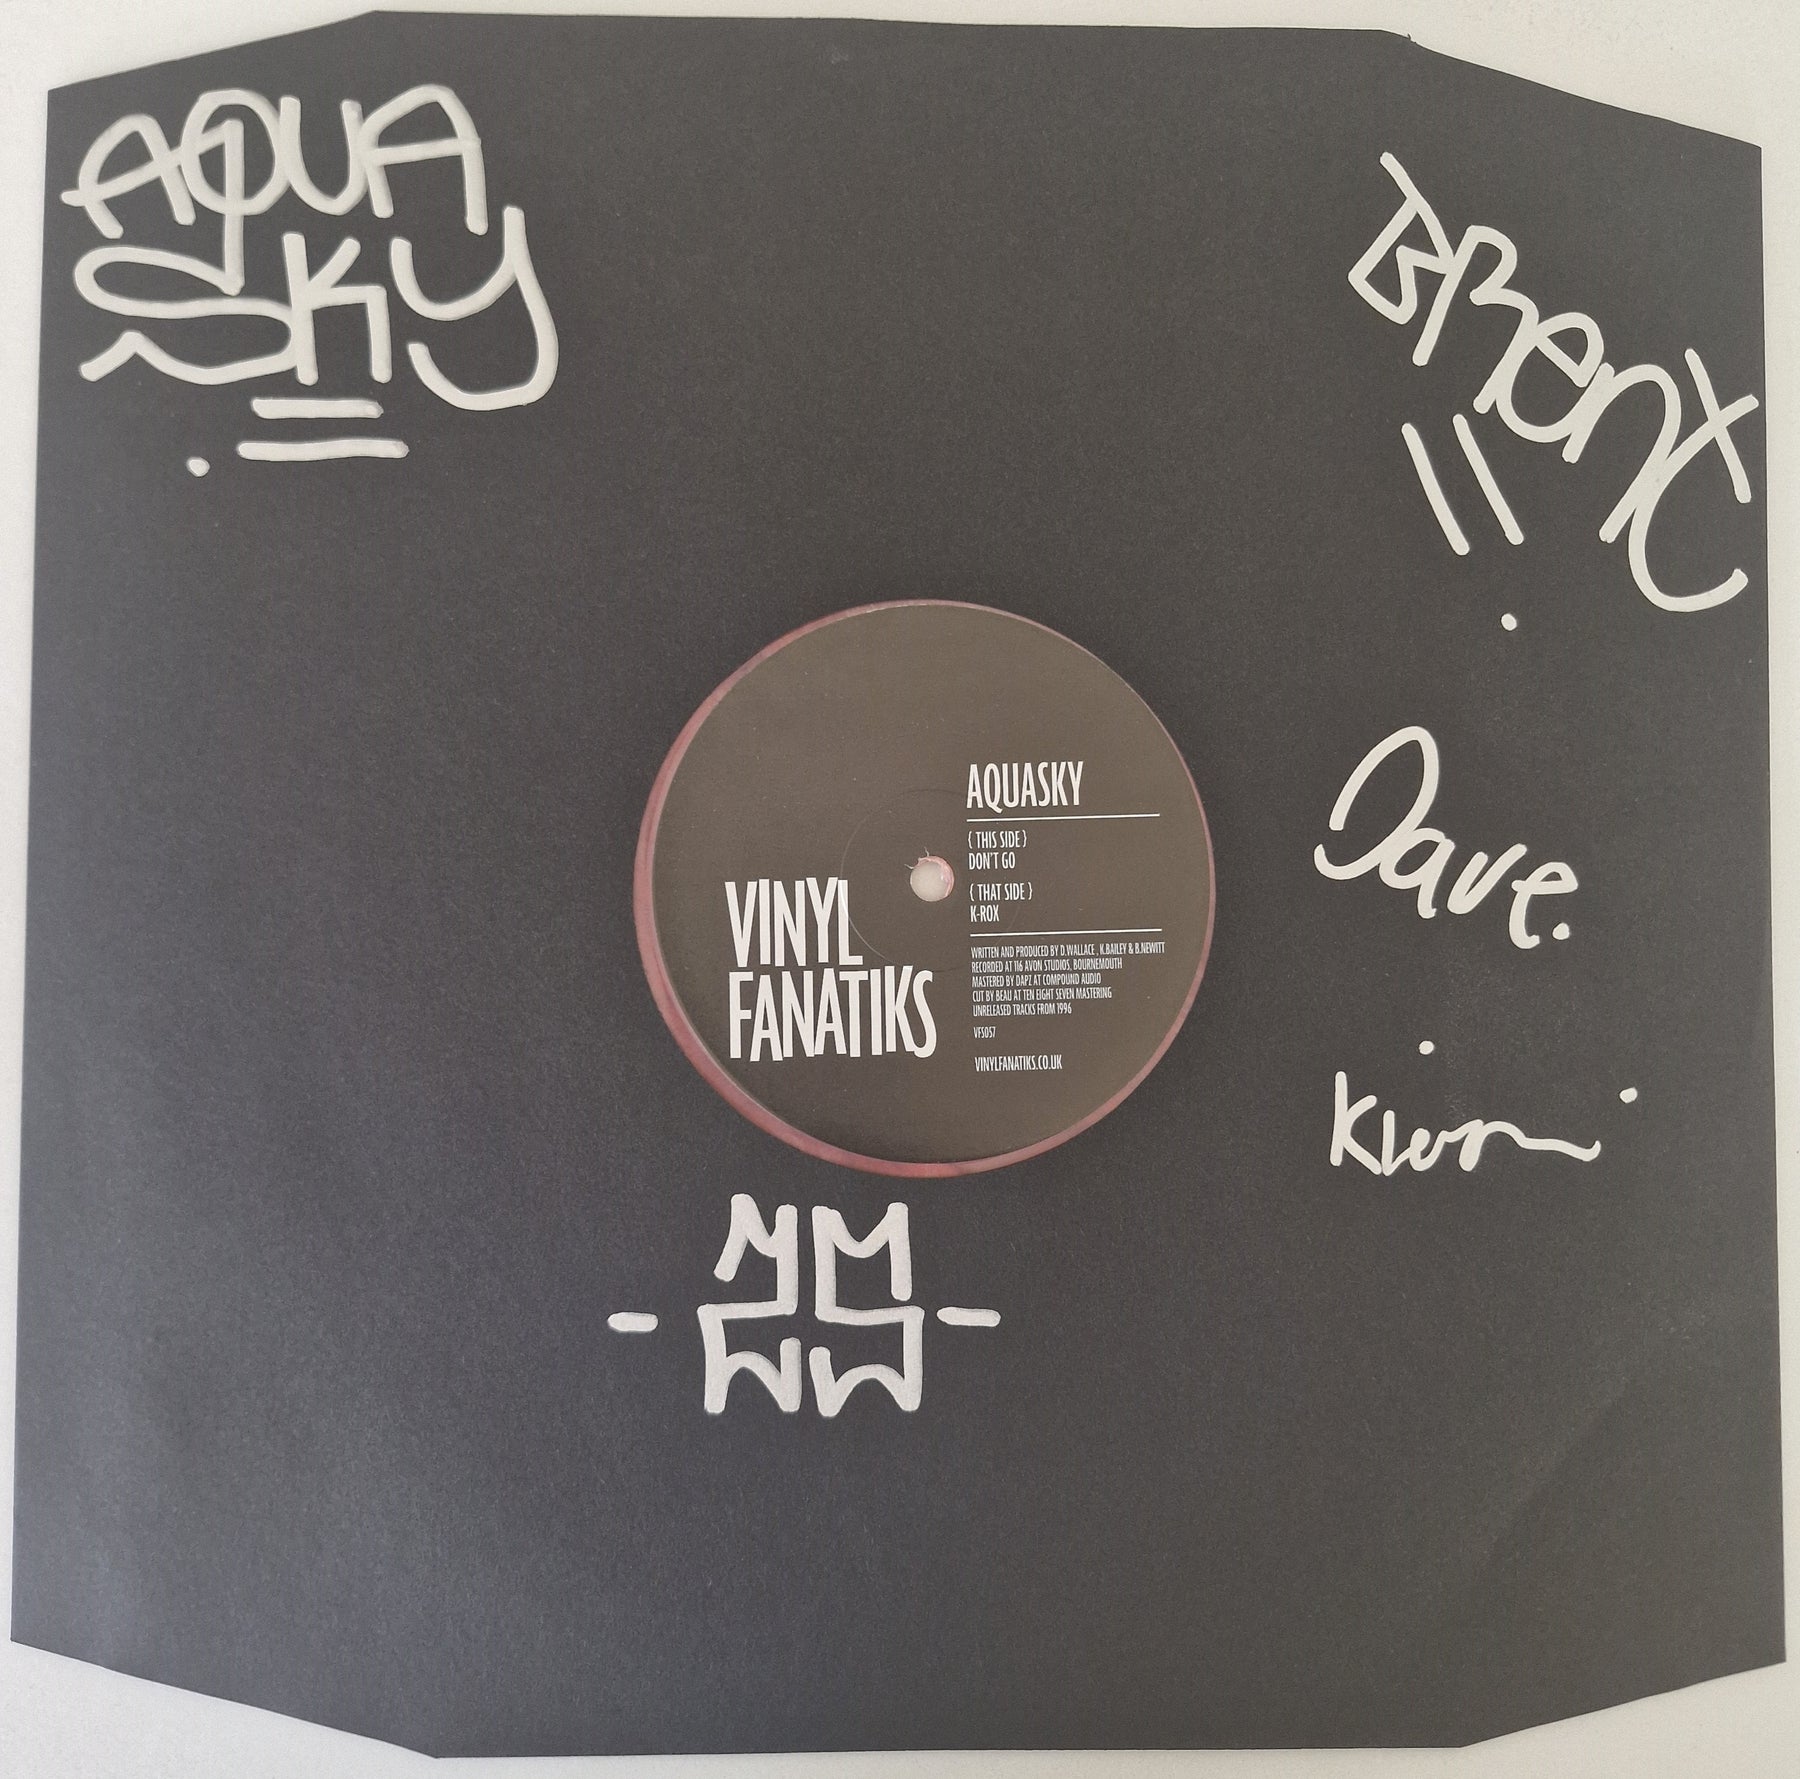 AQUA
SKY
BRent
Dave.
Kieron
VINYL
FANATIKS
AQUASKY
{ THIS SIDE }
DON'T GO
{ THAT SIDE }
K-ROX
WRITTEN AND PRODUCED BY D.WALLACE , K.BAILEY & B.NEWITT
RECORDED AT 116 AVON STUDIOS, BOURNEMOUTH
MASTERED BY DAPZ AT COMPOUND AUDIO
CUT BY BEAU AT TEN EIGHT SEVEN MASTERING
UNRELEASED TRACKS FROM 1996
VFS057
VINYLFANATIKS.CO.UK